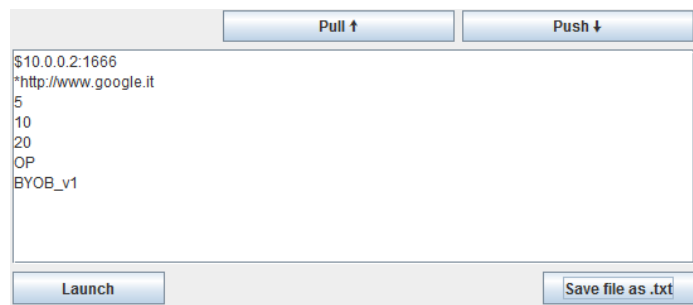 Pull ⬆
Push ⬇
$10.0.0.2:1666
*http://www.google.it
5
10
20
OP
BYOB_v1
Launch
Save file as .txt